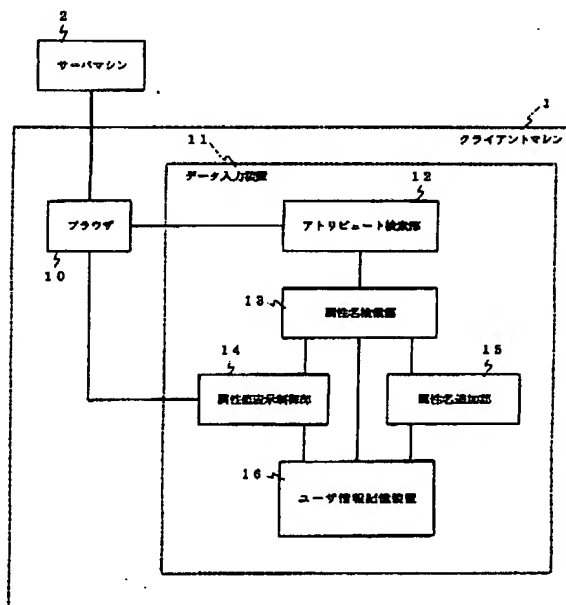 2
サーバマシン
1
クライアントマシン
11
データ入力装置
12
ブラウザ
アトリビュート検索部
10
13
属性名検索部
14
15
属性値表示制御部
属性名追加部
16
ユーザ情報記憶装置